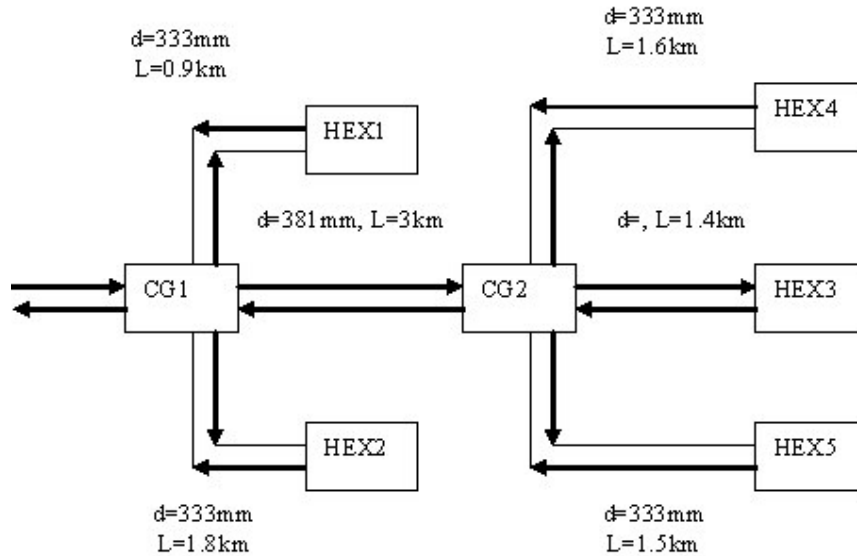 d=333mm
L=0.9km
d=333mm
L=1.6km
HEX1
HEX4
d=381mm, L=3km
d=, L=1.4km
CG1
CG2
HEX3
HEX2
HEX5
d=333mm
L=1.8km
d=333mm
L=1.5km